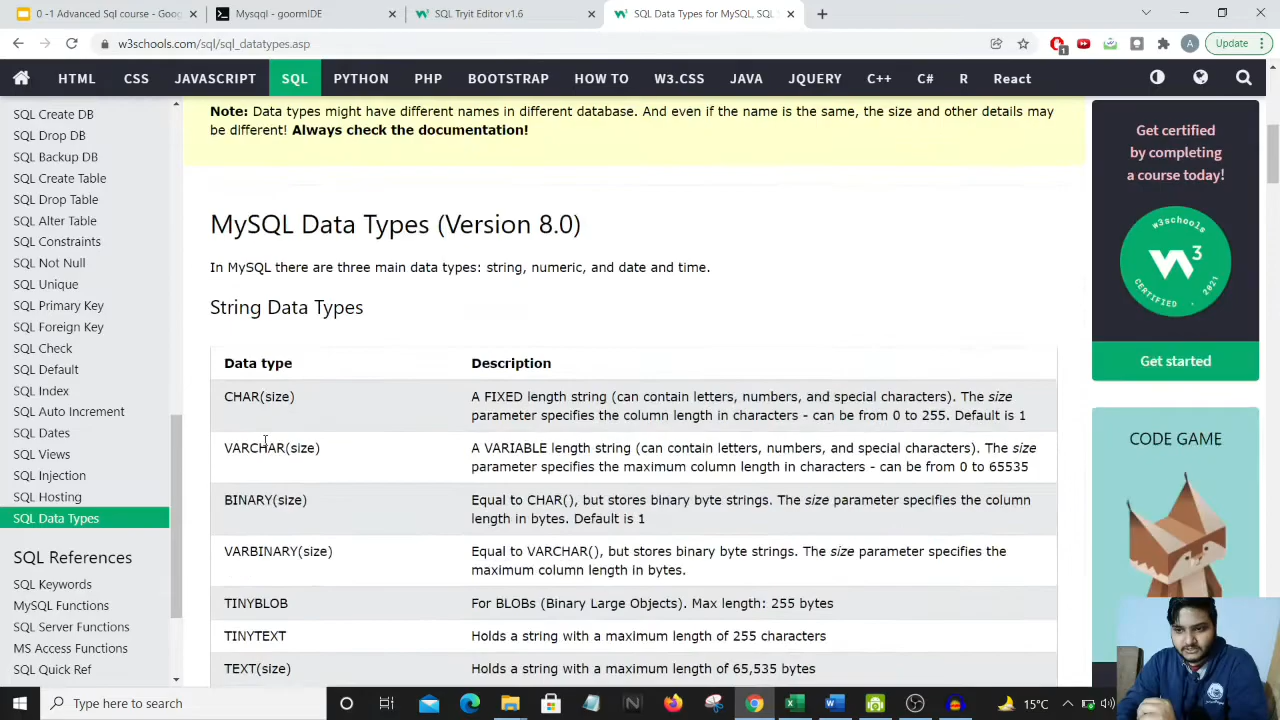 0 -1 Advanced Sql course - Goog
Mysql - goormIDE
SQL Tryit Editor v1.6
SQL Data Types for MySQL, SQL S
w3schools.com/sql/sql_datatypes.asp
1
A
Update
HTML
CSS
JAVASCRIPT
SQL
PYTHON
PHP
BOOTSTRAP
HOW TO
W3.CSS
JAVA
JQUERY
C++
C#
R
React
SQL Create DB
SQL Drop DB
SQL Backup DB
SQL Create Table
SQL Drop Table
SQL Alter Table
SQL Constraints
SQL Not Null
SQL Unique
SQL Primary Key
SQL Foreign Key
SQL Check
SQL Default
SQL Index
SQL Auto Increment
SQL Dates
SQL Views
SQL Injection
SQL Hosting
SQL Data Types
SQL References
SQL Keywords
MySQL Functions
SQL Server Functions
MS Access Functions
SQL Quick Ref
Note: Data types might have different names in different database. And even if the name is the same, the size and other details may
be different! Always check the documentation!
MySQL Data Types (Version 8.0)
In MySQL there are three main data types: string, numeric, and date and time.
String Data Types
Data type Description
CHAR(size) A FIXED length string (can contain letters, numbers, and special characters). The size
parameter specifies the column length in characters - can be from 0 to 255. Default is 1
VARCHAR(size) A VARIABLE length string (can contain letters, numbers, and special characters). The size
parameter specifies the maximum column length in characters - can be from 0 to 65535
BINARY(size) Equal to CHAR(), but stores binary byte strings. The size parameter specifies the column
length in bytes. Default is 1
VARBINARY(size) Equal to VARCHAR(), but stores binary byte strings. The size parameter specifies the
maximum column length in bytes.
TINYBLOB For BLOBs (Binary Large Objects). Max length: 255 bytes
TINYTEXT Holds a string with a maximum length of 255 characters
TEXT(size) Holds a string with a maximum length of 65,535 bytes
Get certified
by completing
a course today!
w3schools
W3
CERTIFIED . 2021
Get started
CODE GAME
Type here to search
15°C